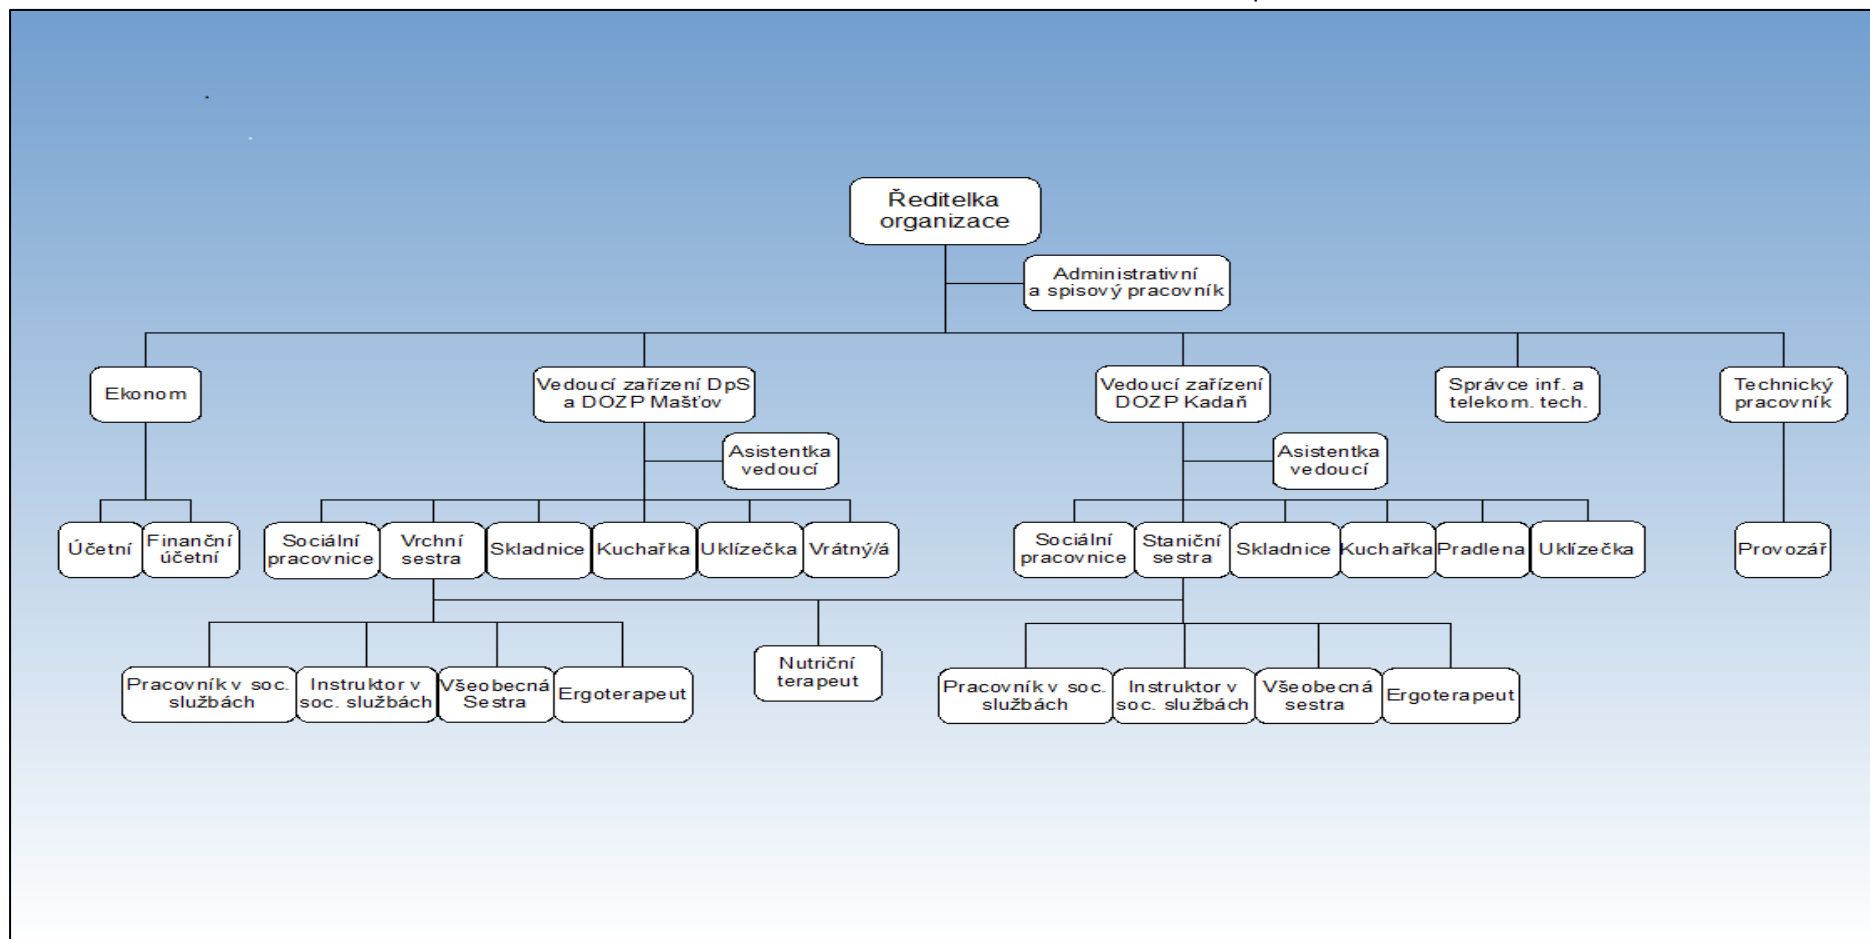 Ředitelka
organizace
Administrativní
a spisový pracovník
Ekonom
Vedoucí zařízení DpS
a DOZP Mašťov
Vedoucí zařízení
DOZP Kadaň
Správce inf. a
telekom. tech.
Technický
pracovník
Asistentka
vedoucí
Asistentka
vedoucí
Účetní
Finanční
účetní
Sociální
pracovnice
Vrchní
sestra
Skladnice
Kuchařka
Uklízečka
Vrátný/á
Sociální
pracovnice
Staniční
sestra
Skladnice
Kuchařka
Pradlena
Uklízečka
Provozář
Pracovník v soc.
službách
Instruktor v
soc. službách
Všeobecná
Sestra
Ergoterapeut
Nutriční
terapeut
Pracovník v soc.
službách
Instruktor v
soc. službách
Všeobecná
sestra
Ergoterapeut